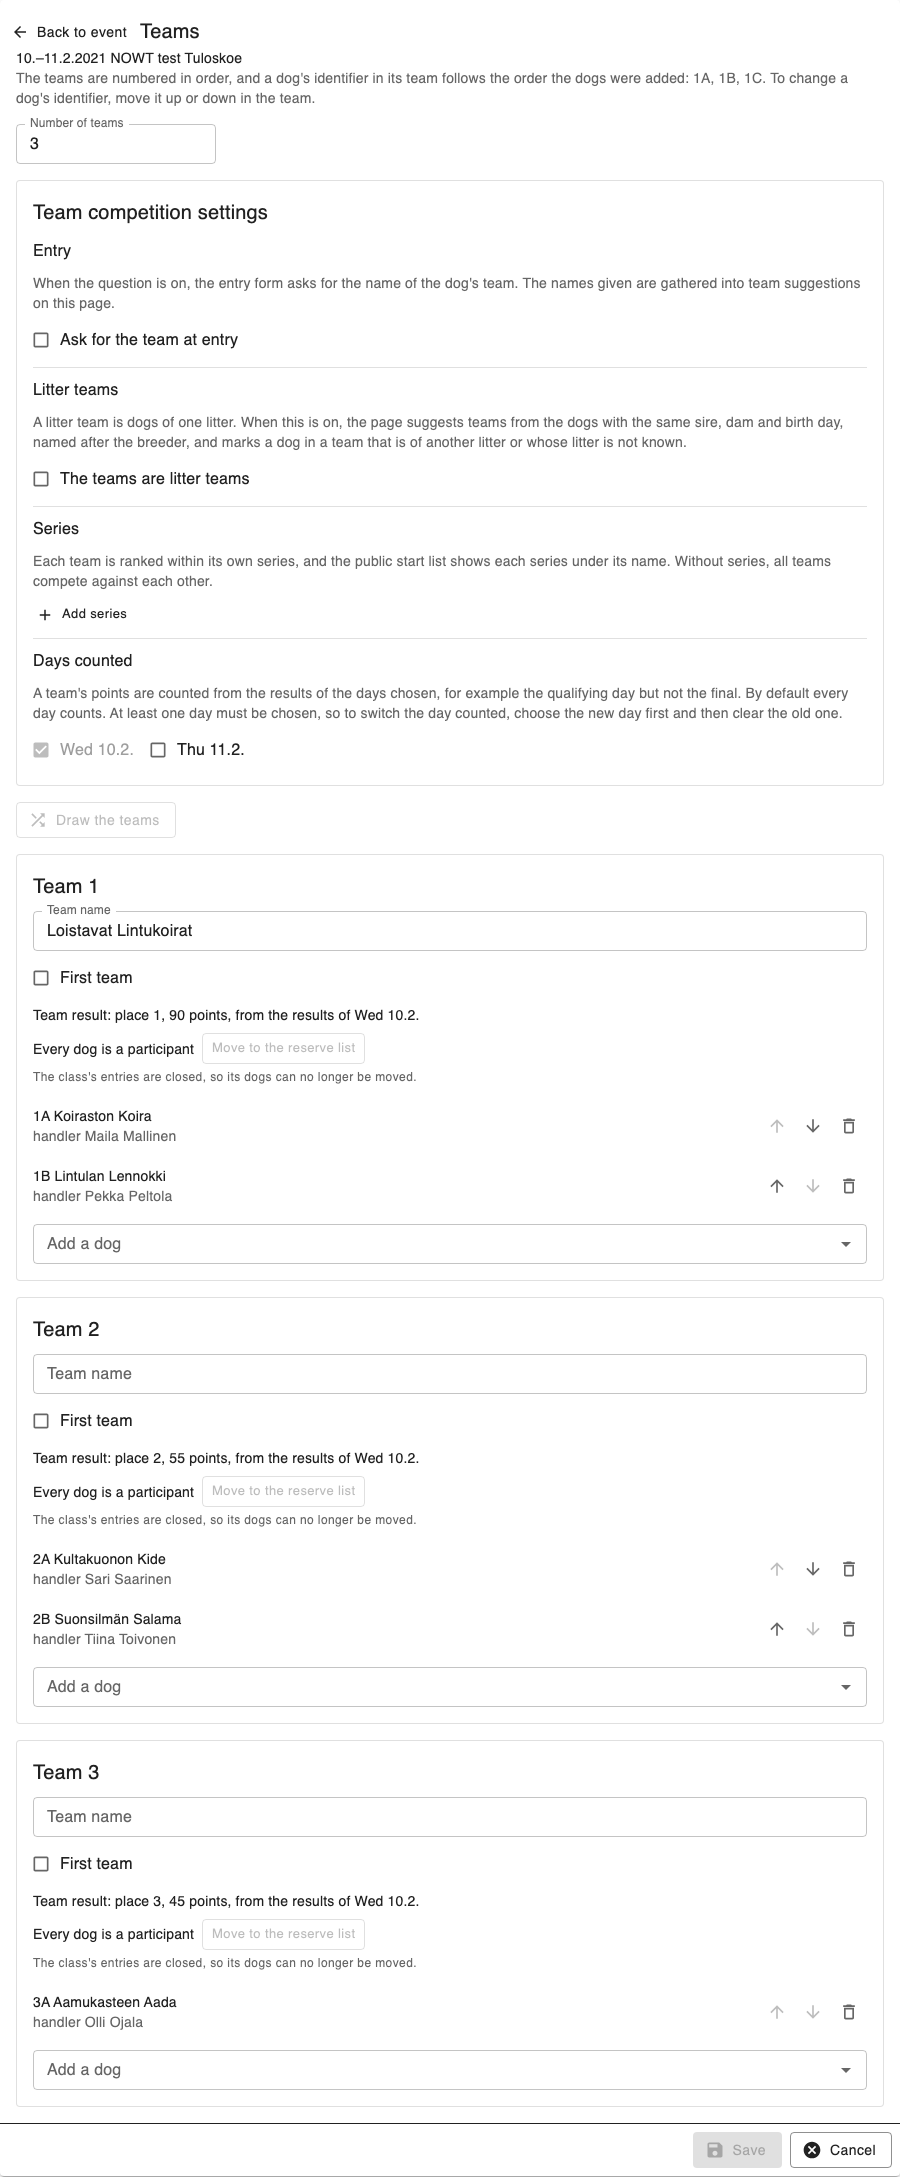 Back to event Teams
10.–11.2.2021 NOWT test Tuloskoe
The teams are numbered in order, and a dog's identifier in its team follows the order the dogs were added: 1A, 1B, 1C. To change a
dog's identifier, move it up or down in the team.
Number of teams
3
Team competition settings
Entry
When the question is on, the entry form asks for the name of the dog's team. The names given are gathered into team suggestions
on this page.
Ask for the team at entry
Litter teams
A litter team is dogs of one litter. When this is on, the page suggests teams from the dogs with the same sire, dam and birth day,
named after the breeder, and marks a dog in a team that is of another litter or whose litter is not known.
The teams are litter teams
Series
Each team is ranked within its own series, and the public start list shows each series under its name. Without series, all teams
compete against each other.
Add series
Days counted
A team's points are counted from the results of the days chosen, for example the qualifying day but not the final. By default every
day counts. At least one day must be chosen, so to switch the day counted, choose the new day first and then clear the old one.
Wed 10.2. Thu 11.2.
Draw the teams
Team 1
Team name
Loistavat Lintukoirat
First team
Team result: place 1, 90 points, from the results of Wed 10.2.
Every dog is a participant Move to the reserve list
The class's entries are closed, so its dogs can no longer be moved.
1A Koiraston Koira
handler Maila Mallinen
1B Lintulan Lennokki
handler Pekka Peltola
Add a dog
Team 2
Team name
First team
Team result: place 2, 55 points, from the results of Wed 10.2.
Every dog is a participant Move to the reserve list
The class's entries are closed, so its dogs can no longer be moved.
2A Kultakuonon Kide
handler Sari Saarinen
2B Suonsilmän Salama
handler Tiina Toivonen
Add a dog
Team 3
Team name
First team
Team result: place 3, 45 points, from the results of Wed 10.2.
Every dog is a participant Move to the reserve list
The class's entries are closed, so its dogs can no longer be moved.
3A Aamukasteen Aada
handler Olli Ojala
Add a dog
Save Cancel